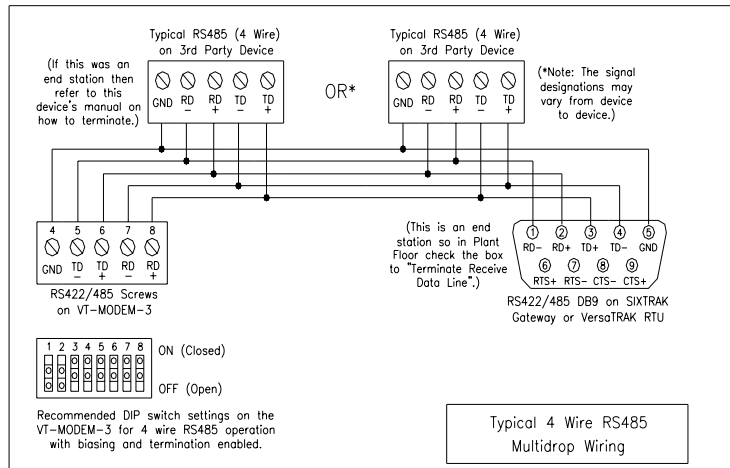 Typical RS485 (4 Wire)
on 3rd Party Device
(If this was an
end station then
refer to this
device's manual on
how to terminate.)
GND RD - RD + TD - TD +
OR*
Typical RS485 (4 Wire)
on 3rd Party Device
GND RD - RD + TD - TD +
(*Note: The signal
designations may
vary from device
to device.)
4 5 6 7 8
GND TD - TD + RD - RD +
RS422/485 Screws
on VT-MODEM-3
(This is an end
station so in Plant
Floor check the box
to "Terminate Receive
Data Line".)
1 2 3 4 5
RD- RD+ TD+ TD- GND
6 7 8 9
RTS+ RTS- CTS- CTS+
RS422/485 DB9 on SIXTRAK
Gateway or VersaTRAK RTU
1 2 3 4 5 6 7 8
ON (Closed)
OFF (Open)
Recommended DIP switch settings on the
VT-MODEM-3 for 4 wire RS485 operation
with biasing and termination enabled.
Typical 4 Wire RS485
Multidrop Wiring